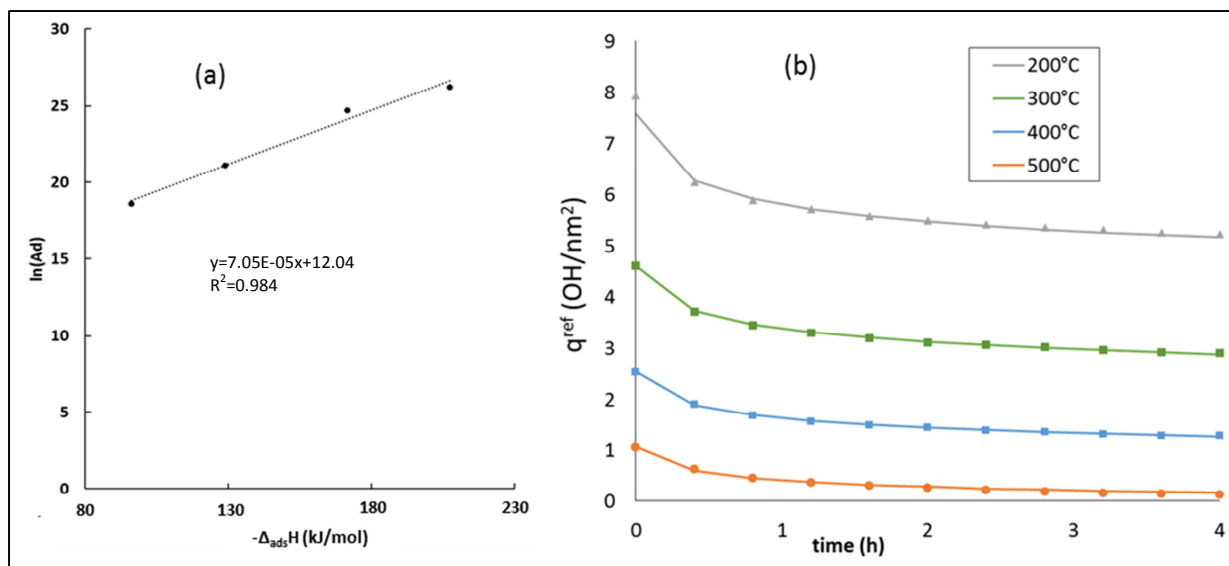 (a)
30
25
20
15
10
5
0
ln(Ad)
y=7.05E-05x+12.04
R²=0.984
80 130 180 230
-ΔadsH (kJ/mol)
(b)
200°C
300°C
400°C
500°C
9
8
7
6
5
4
3
2
1
0
q^ref (OH/nm²)
0 1 2 3 4
time (h)